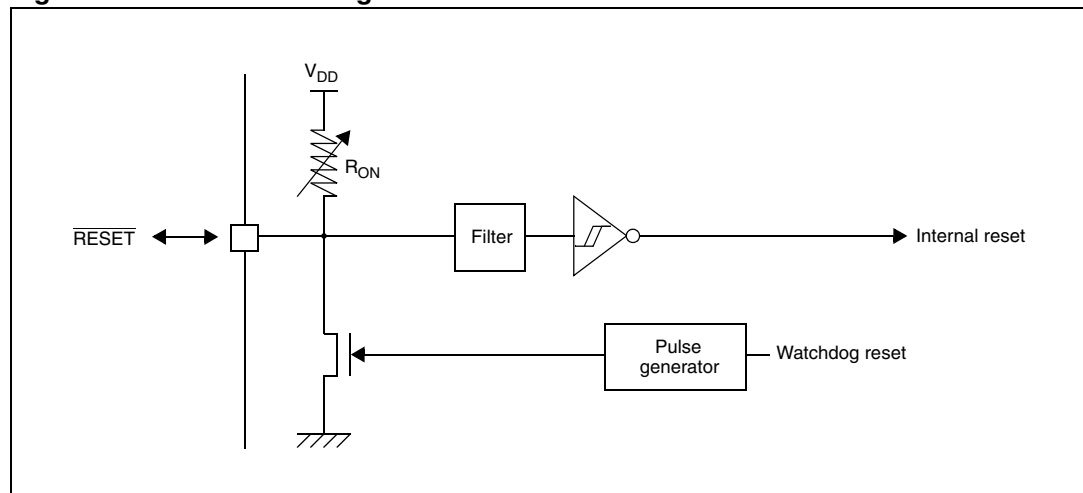 V_DD
R_ON
RESET
Filter
Internal reset
Pulse
generator
Watchdog reset